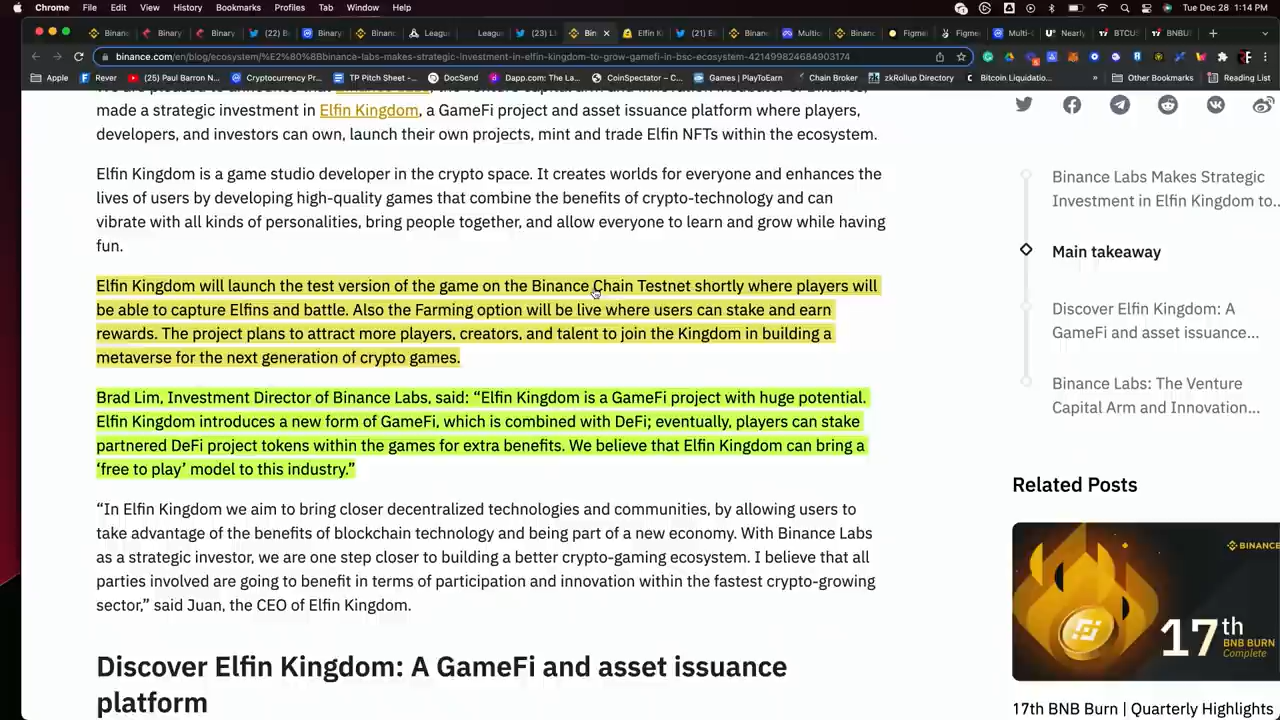 Chrome File Edit View History Bookmarks Profiles Tab Window Help Tue Dec 28 1:14 PM
Binanc Binary Binary (22) B Binary Binanc Leagu Leagu (23) L Bin Elfin K (21) E Binanc Multic Binanc Figme Figme Multi-C Nearly BTCU BNBU
binance.com/en/blog/ecosystem/%E2%80%8Bbinance-labs-makes-strategic-investment-in-elfin-kingdom-to-grow-gamefi-in-bsc-ecosystem-421499824684903174
Apple Frever (25) Paul Barron N... Cryptocurrency Pr... TP Pitch Sheet -... DocSend Dapp.com: The La... CoinSpectator – C... Games | PlayToEarn Chain Broker zkRollup Directory Bitcoin Liquidatio... » Other Bookmarks Reading List
made a strategic investment in Elfin Kingdom, a GameFi project and asset issuance platform where players,
developers, and investors can own, launch their own projects, mint and trade Elfin NFTs within the ecosystem.
Elfin Kingdom is a game studio developer in the crypto space. It creates worlds for everyone and enhances the
lives of users by developing high-quality games that combine the benefits of crypto-technology and can
vibrate with all kinds of personalities, bring people together, and allow everyone to learn and grow while having
fun.
Elfin Kingdom will launch the test version of the game on the Binance Chain Testnet shortly where players will
be able to capture Elfins and battle. Also the Farming option will be live where users can stake and earn
rewards. The project plans to attract more players, creators, and talent to join the Kingdom in building a
metaverse for the next generation of crypto games.
Brad Lim, Investment Director of Binance Labs, said: “Elfin Kingdom is a GameFi project with huge potential.
Elfin Kingdom introduces a new form of GameFi, which is combined with DeFi; eventually, players can stake
partnered DeFi project tokens within the games for extra benefits. We believe that Elfin Kingdom can bring a
‘free to play’ model to this industry.”
“In Elfin Kingdom we aim to bring closer decentralized technologies and communities, by allowing users to
take advantage of the benefits of blockchain technology and being part of a new economy. With Binance Labs
as a strategic investor, we are one step closer to building a better crypto-gaming ecosystem. I believe that all
parties involved are going to benefit in terms of participation and innovation within the fastest crypto-growing
sector,” said Juan, the CEO of Elfin Kingdom.
Discover Elfin Kingdom: A GameFi and asset issuance
platform
Binance Labs Makes Strategic
Investment in Elfin Kingdom to...
Main takeaway
Discover Elfin Kingdom: A
GameFi and asset issuance...
Binance Labs: The Venture
Capital Arm and Innovation...
Related Posts
BINANCE
17th
BNB BURN
Complete
17th BNB Burn | Quarterly Highlights